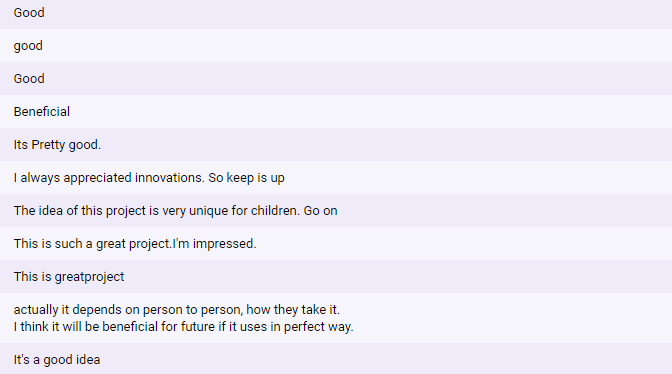 Good
good
Good
Beneficial
Its Pretty good.
I always appreciated innovations. So keep is up
The idea of this project is very unique for children. Go on
This is such a great project.I'm impressed.
This is greatproject
actually it depends on person to person, how they take it.
I think it will be beneficial for future if it uses in perfect way.
It's a good idea